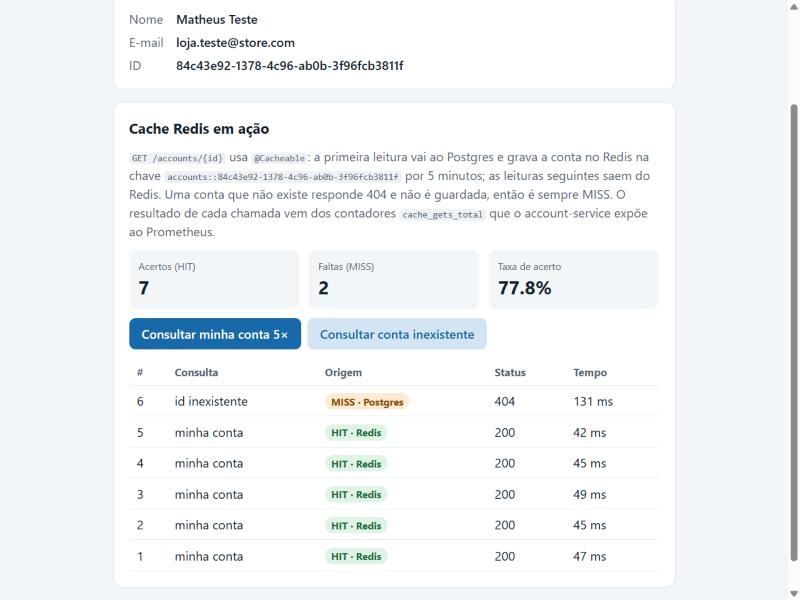 Nome Matheus Teste
E-mail loja.teste@store.com
ID 84c43e92-1378-4c96-ab0b-3f96fcb3811f
Cache Redis em ação
GET /accounts/{id} usa @Cacheable: a primeira leitura vai ao Postgres e grava a conta no Redis na
chave accounts::84c43e92-1378-4c96-ab0b-3f96fcb3811f por 5 minutos; as leituras seguintes saem do
Redis. Uma conta que não existe responde 404 e não é guardada, então é sempre MISS. O
resultado de cada chamada vem dos contadores cache_gets_total que o account-service expõe
ao Prometheus.
Acertos (HIT) Faltas (MISS) Taxa de acerto
7 2 77.8%
Consultar minha conta 5× Consultar conta inexistente
# Consulta Origem Status Tempo
6 id inexistente MISS · Postgres 404 131 ms
5 minha conta HIT · Redis 200 42 ms
4 minha conta HIT · Redis 200 45 ms
3 minha conta HIT · Redis 200 49 ms
2 minha conta HIT · Redis 200 45 ms
1 minha conta HIT · Redis 200 47 ms